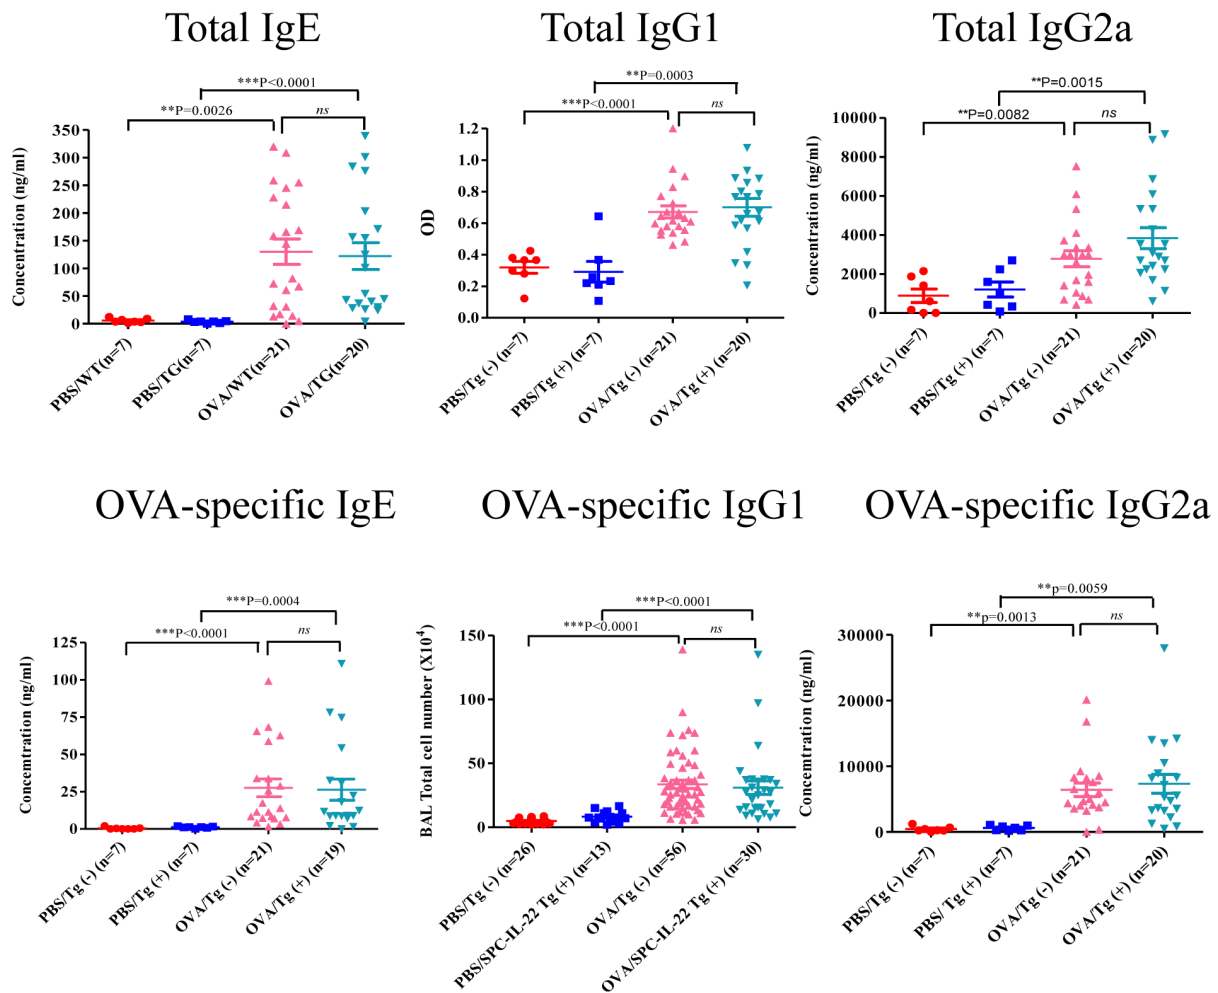 Total IgE
Total IgG1
Total IgG2a
***P<0.0001
**P=0.0026
ns
Concentration (ng/ml)
350
300
250
200
150
100
50
0
PBS/WT(n=7)
PBS/TG(n=7)
OVA/WT(n=21)
OVA/TG(n=20)
**P=0.0003
***P<0.0001
ns
OD
1.2
1.0
0.8
0.6
0.4
0.2
0.0
PBS/Tg (-) (n=7)
PBS/Tg (+) (n=7)
OVA/Tg (-) (n=21)
OVA/Tg (+) (n=20)
**P=0.0015
**P=0.0082
ns
Concentration (ng/ml)
10000
8000
6000
4000
2000
0
PBS/Tg (-) (n=7)
PBS/Tg (+) (n=7)
OVA/Tg (-) (n=21)
OVA/Tg (+) (n=20)
OVA-specific IgE
OVA-specific IgG1
OVA-specific IgG2a
***P=0.0004
***P<0.0001
ns
Concemtration (ng/ml)
125
100
75
50
25
0
PBS/Tg (-) (n=7)
PBS/Tg (+) (n=7)
OVA/Tg (-) (n=21)
OVA/Tg (+) (n=19)
***P<0.0001
***P<0.0001
ns
BAL Total cell number (X10⁴)
150
100
50
0
PBS/Tg (-) (n=26)
PBS/SPC-IL-22 Tg (+) (n=13)
OVA/Tg (-) (n=56)
OVA/SPC-IL-22 Tg (+) (n=30)
**p=0.0059
**p=0.0013
ns
Concentration (ng/ml)
30000
20000
10000
0
PBS/Tg (-) (n=7)
PBS/ Tg (+) (n=7)
OVA/Tg (-) (n=21)
OVA/Tg (+) (n=20)